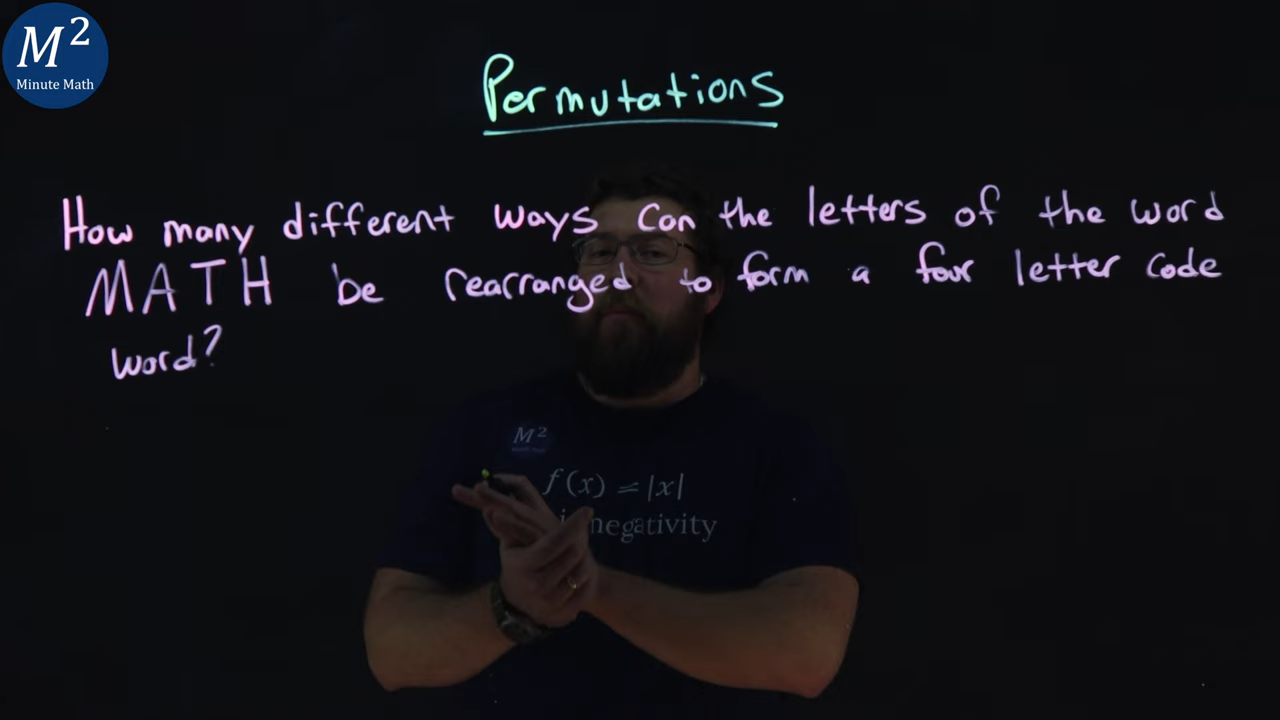 M²
Minute Math
Permutations
How many different ways can the letters of the word
MATH be rearranged to form a four letter code
word?
M²
f(x) = |x|
negativity